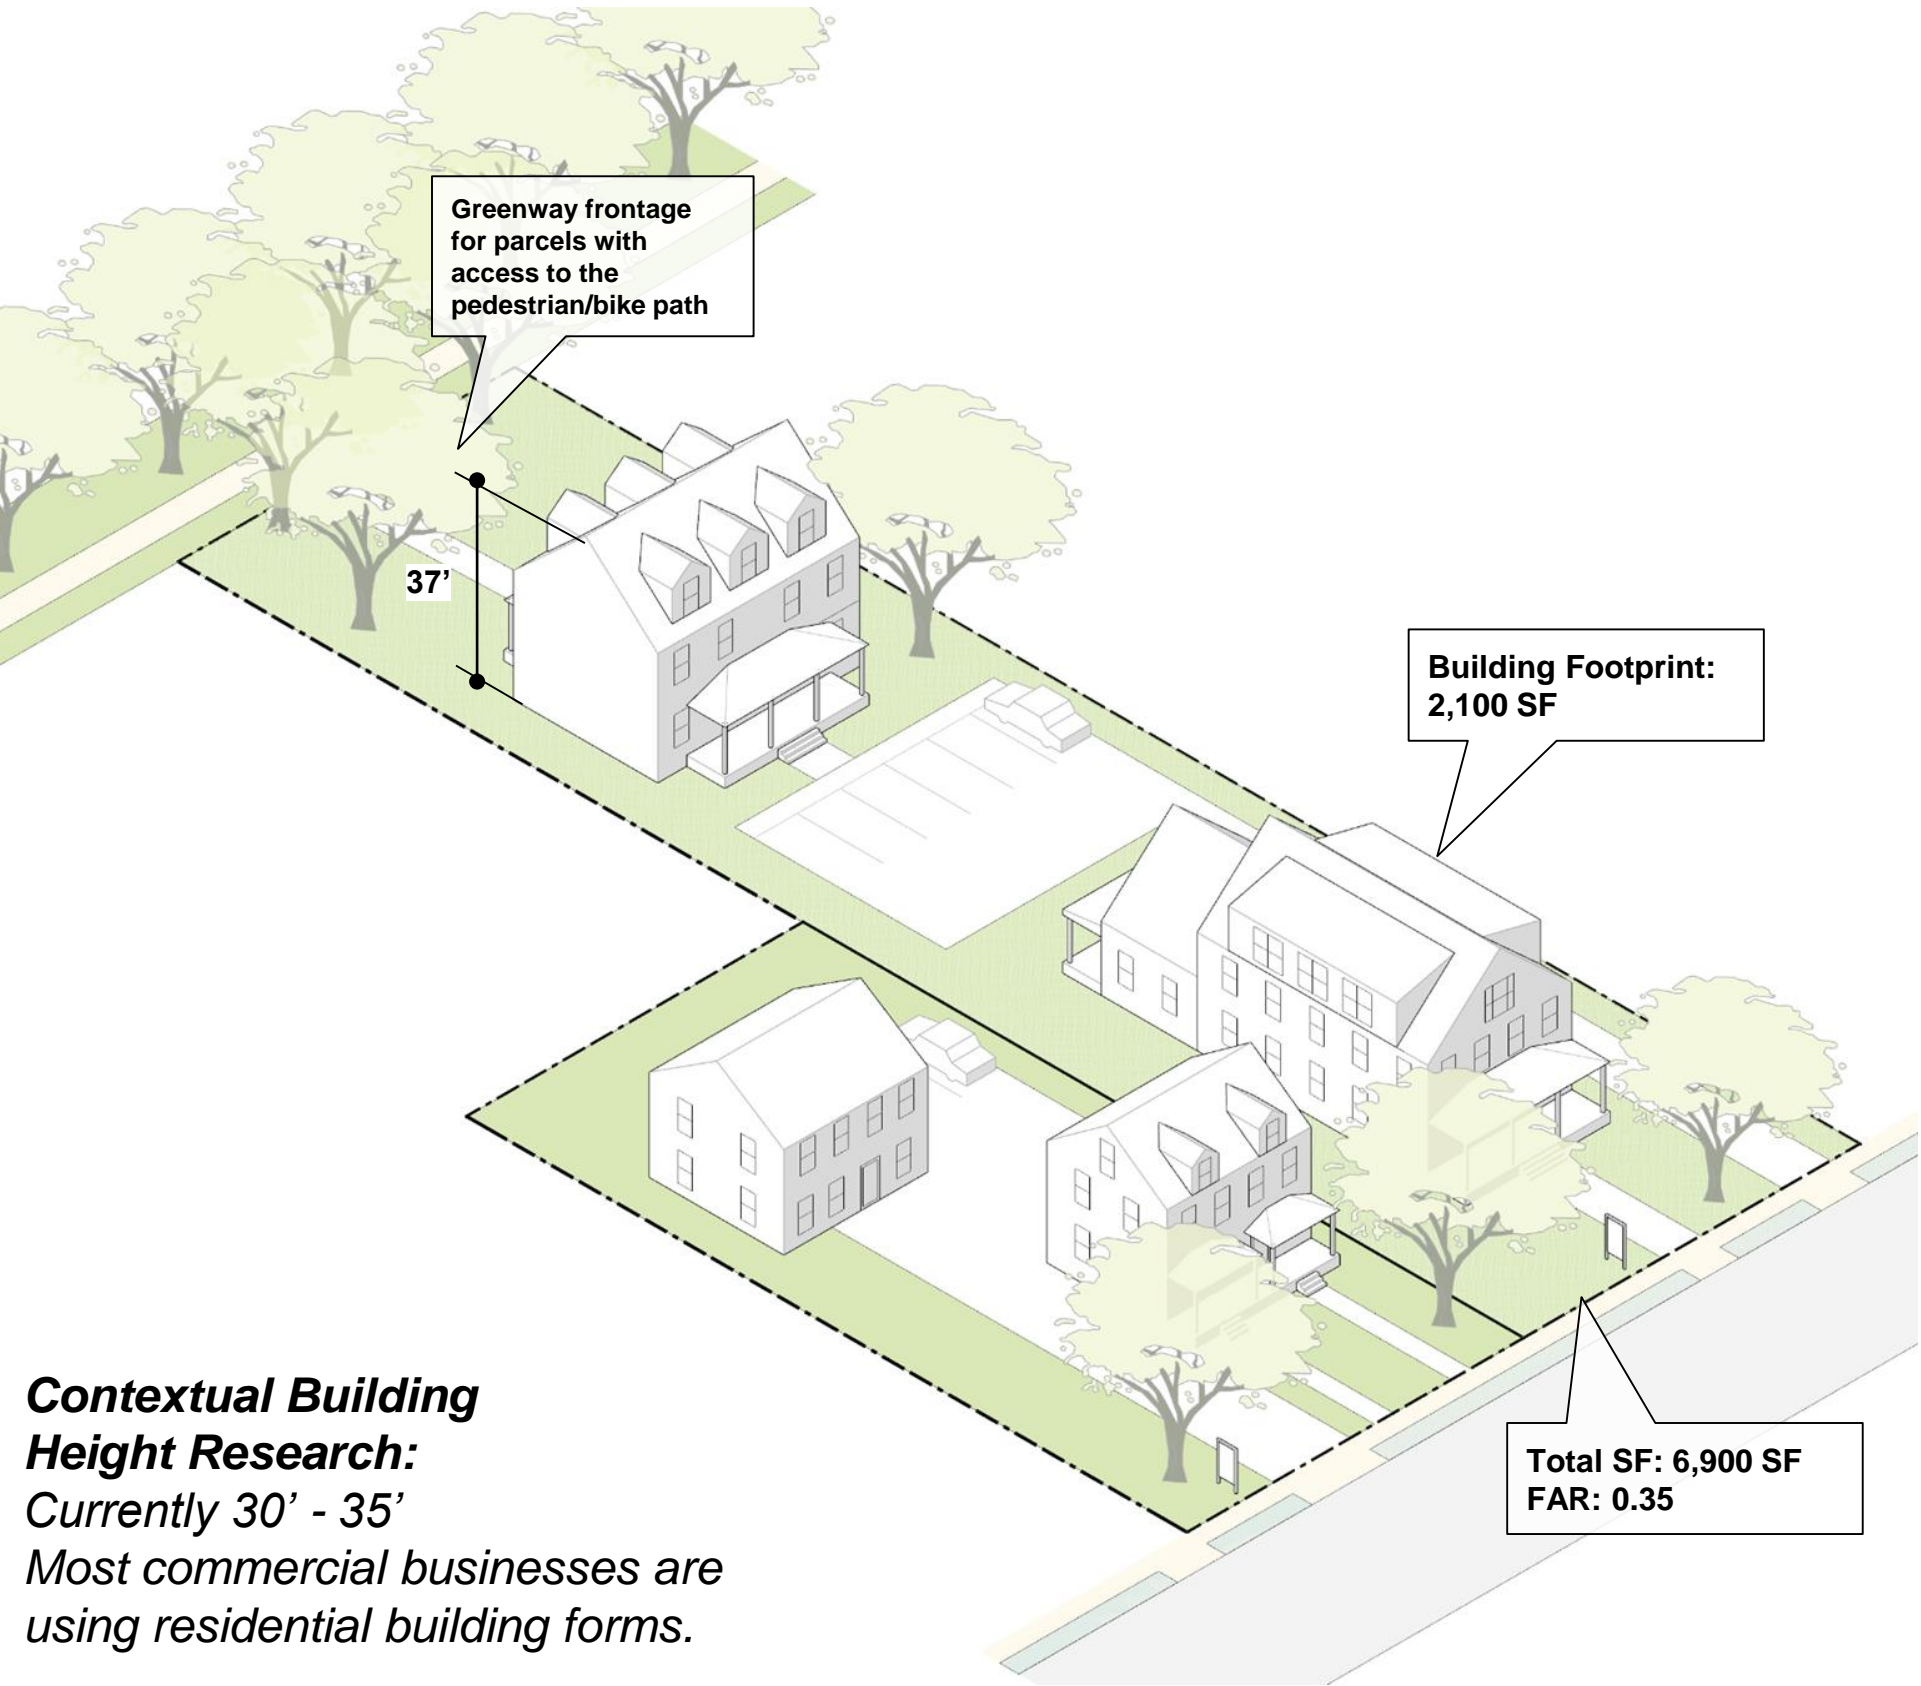 Greenway frontage
for parcels with
access to the
pedestrian/bike path
37’
Building Footprint:
2,100 SF
Total SF: 6,900 SF
FAR: 0.35
Contextual Building
Height Research:
Currently 30’ - 35’
Most commercial businesses are
using residential building forms.